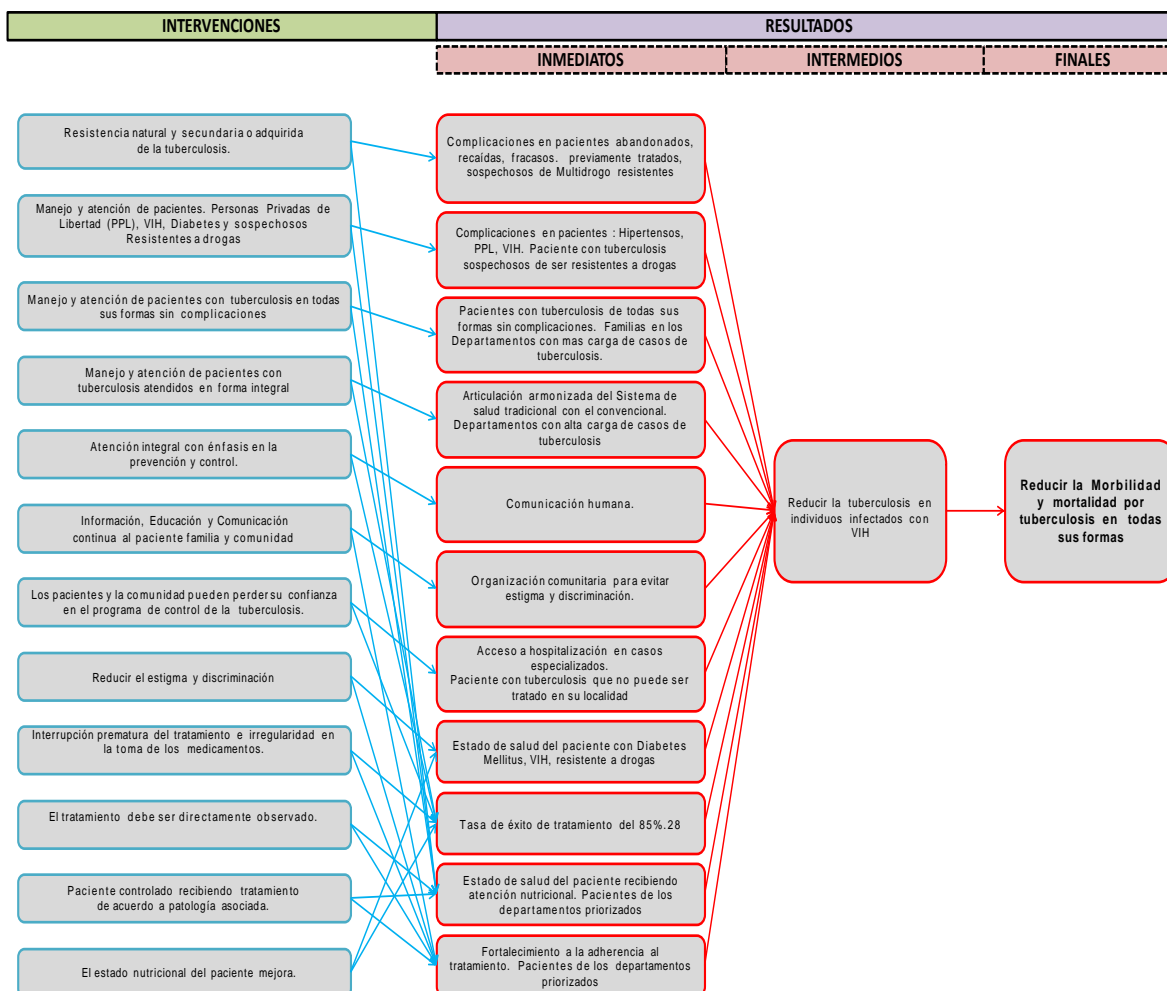 INTERVENCIONES
RESULTADOS
INMEDIATOS
INTERMEDIOS
FINALES
Resistencia natural y secundaria o adquirida
de la tuberculosis.
Manejo y atención de pacientes. Personas Privadas de
Libertad (PPL), VIH, Diabetes y sospechosos
Resistentes a drogas
Manejo y atención de pacientes con tuberculosis en todas
sus formas sin complicaciones
Manejo y atención de pacientes con
tuberculosis atendidos en forma integral
Atención integral con énfasis en la
prevención y control.
Información, Educación y Comunicación
continua al paciente familia y comunidad
Los pacientes y la comunidad pueden perder su confianza
en el programa de control de la tuberculosis.
Reducir el estigma y discriminación
Interrupción prematura del tratamiento e irregularidad en
la toma de los medicamentos.
El tratamiento debe ser directamente observado.
Paciente controlado recibiendo tratamiento
de acuerdo a patología asociada.
El estado nutricional del paciente mejora.
Complicaciones en pacientes abandonados,
recaídas, fracasos. previamente tratados,
sospechosos de Multidrogo resistentes
Complicaciones en pacientes : Hipertensos,
PPL, VIH. Paciente con tuberculosis
sospechosos de ser resistentes a drogas
Pacientes con tuberculosis de todas sus
formas sin complicaciones. Familias en los
Departamentos con mas carga de casos de
tuberculosis.
Articulación armonizada del Sistema de
salud tradicional con el convencional.
Departamentos con alta carga de casos de
tuberculosis
Comunicación humana.
Organización comunitaria para evitar
estigma y discriminación.
Acceso a hospitalización en casos
especializados.
Paciente con tuberculosis que no puede ser
tratado en su localidad
Estado de salud del paciente con Diabetes
Mellitus, VIH, resistente a drogas
Tasa de éxito de tratamiento del 85%.28
Estado de salud del paciente recibiendo
atención nutricional. Pacientes de los
departamentos priorizados
Fortalecimiento a la adherencia al
tratamiento. Pacientes de los departamentos
priorizados
Reducir la tuberculosis en
individuos infectados con
VIH
Reducir la Morbilidad
y mortalidad por
tuberculosis en todas
sus formas